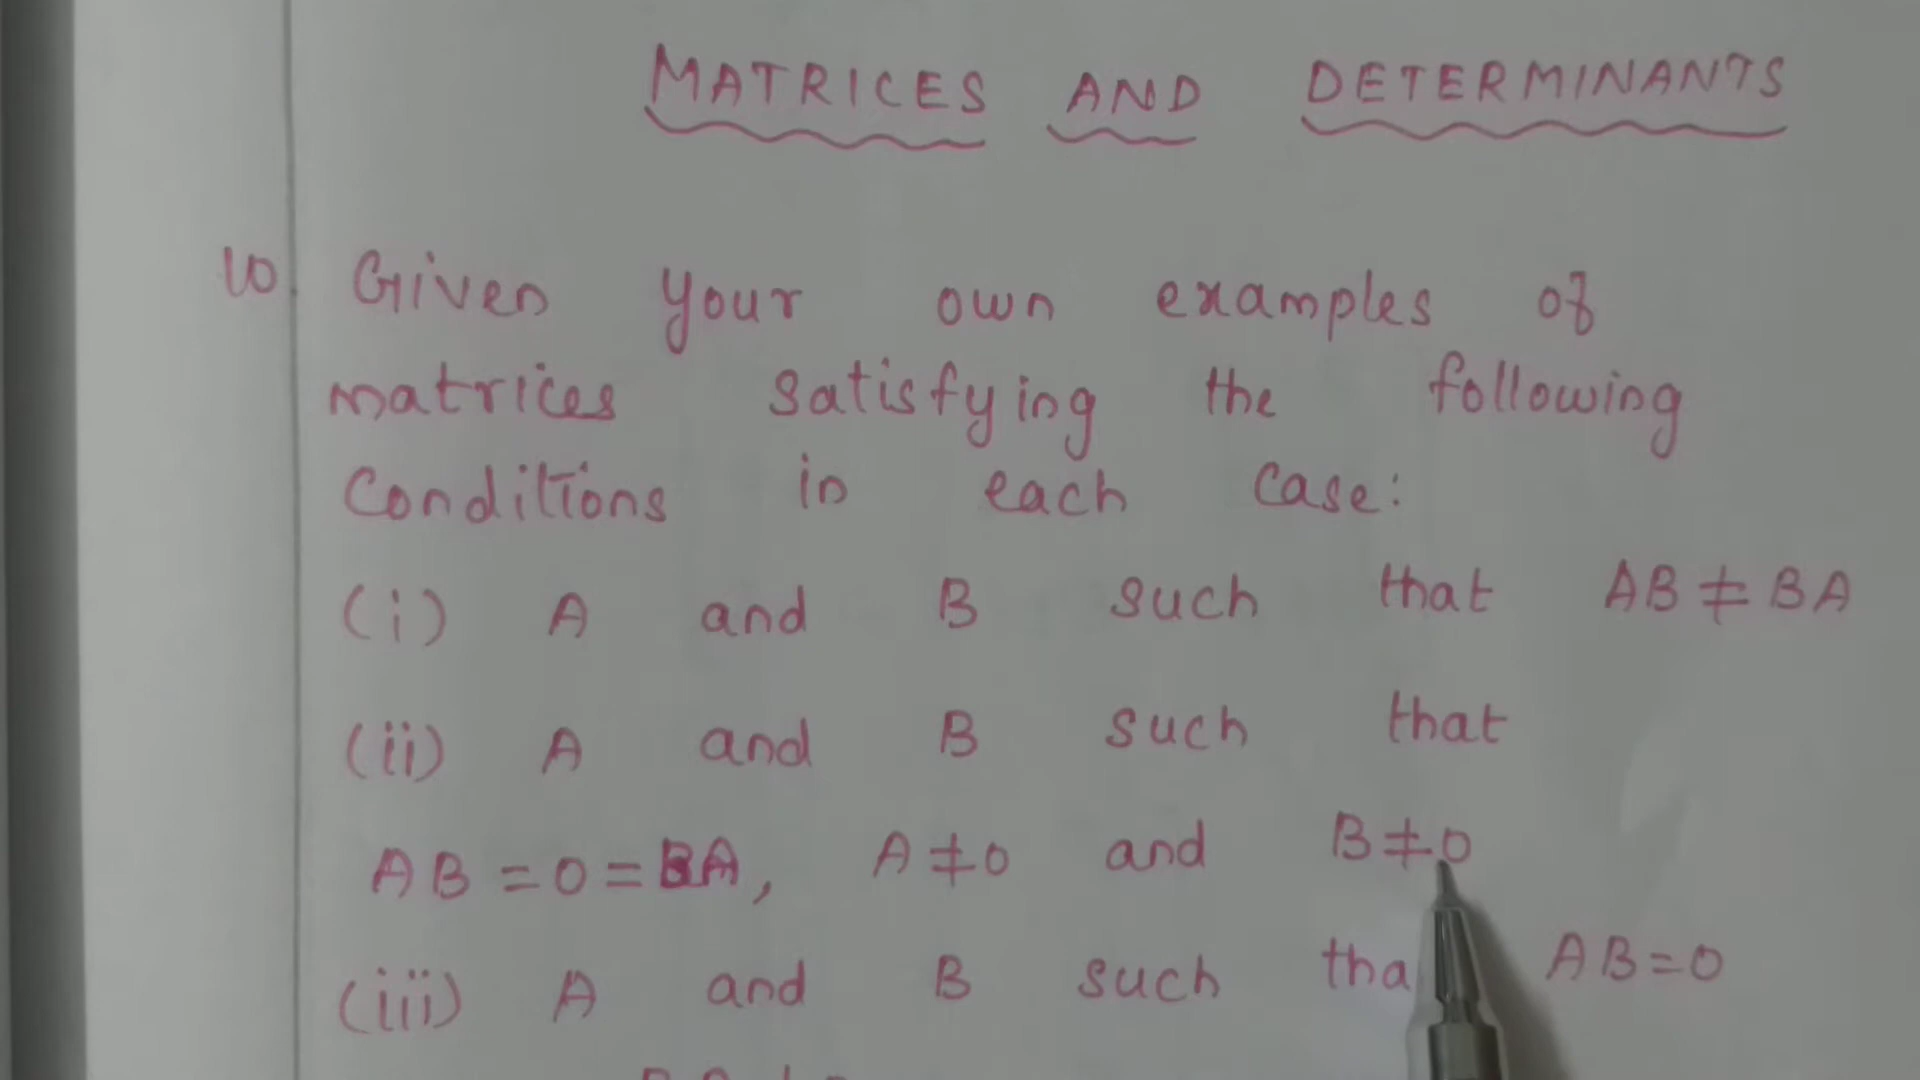 MATRICES AND DETERMINANTS
10. Given your own examples of
matrices satisfying the following
Conditions in each case:
(i) A and B such that AB ≠ BA
(ii) A and B such that
AB = 0 = BA, A ≠ 0 and B ≠ 0
(iii) A and B such tha AB = 0